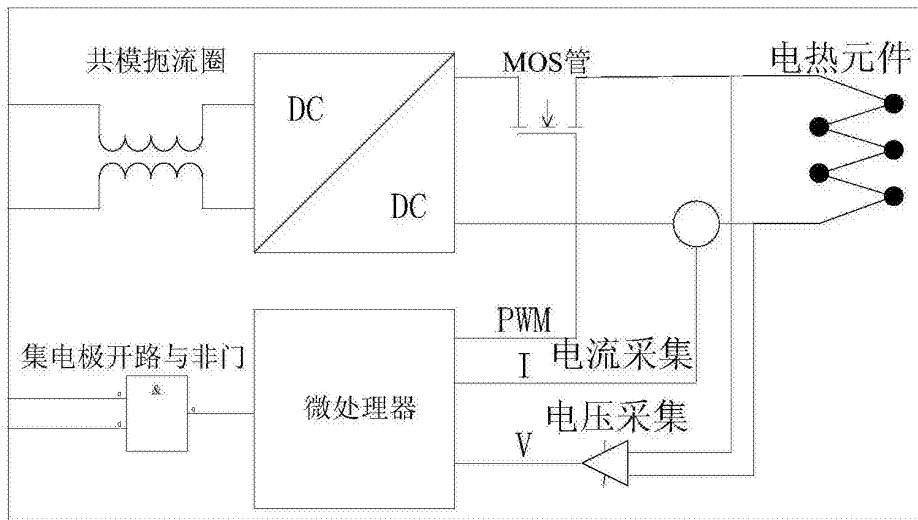 共模扼流圈
MOS管
电热元件
DC
DC
PWM
集电极开路与非门
I
电流采集
&
微处理器
电压采集
V